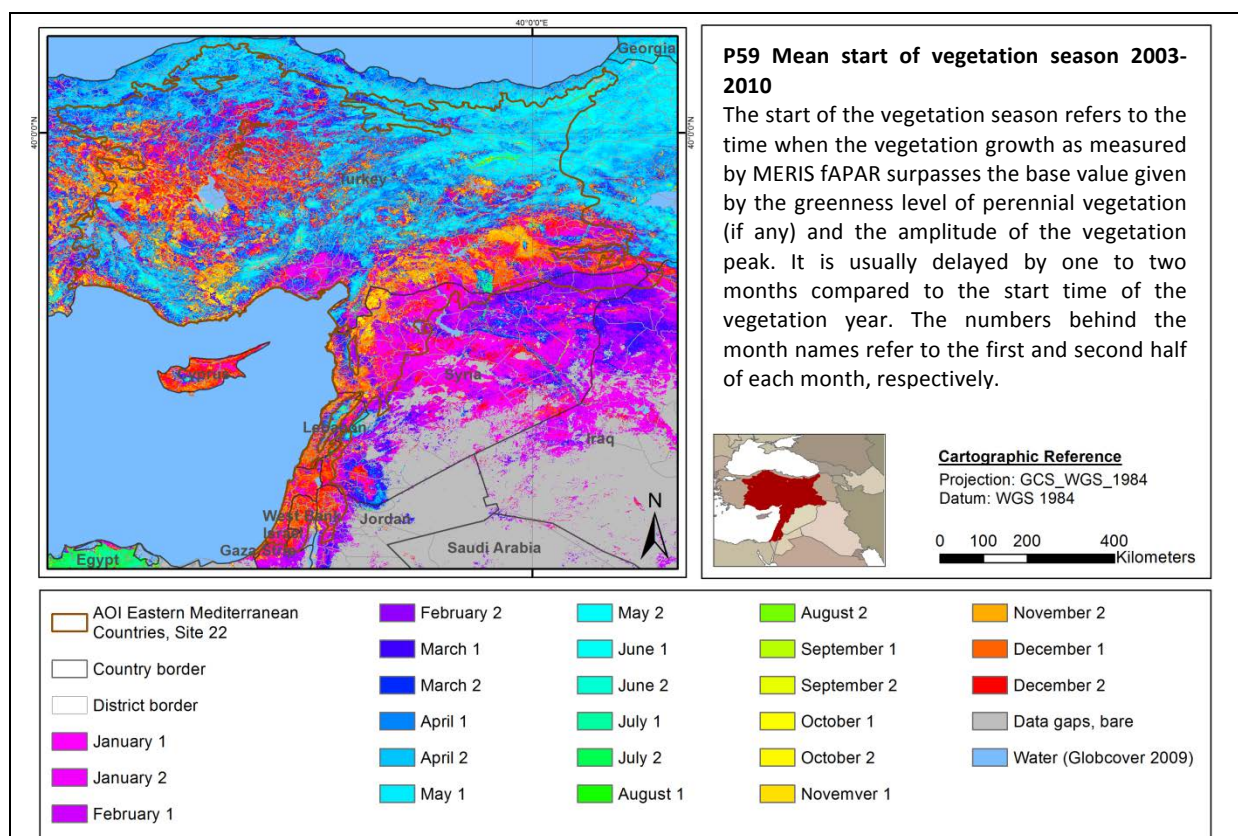 40°0'0"E
Georgia
40°0'0"N
40°0'0"N
Turkey
Cyprus
Syria
Lebanon
Iraq
West Bank
Israel
Jordan
Gaza Strip
Egypt
Saudi Arabia
N
P59 Mean start of vegetation season 2003-
2010
The start of the vegetation season refers to the
time when the vegetation growth as measured
by MERIS fAPAR surpasses the base value given
by the greenness level of perennial vegetation
(if any) and the amplitude of the vegetation
peak. It is usually delayed by one to two
months compared to the start time of the
vegetation year. The numbers behind the
month names refer to the first and second half
of each month, respectively.
Cartographic Reference
Projection: GCS_WGS_1984
Datum: WGS 1984
0 100 200 400
Kilometers
AOI Eastern Mediterranean
Countries, Site 22
Country border
District border
January 1
January 2
February 1
February 2
March 1
March 2
April 1
April 2
May 1
May 2
June 1
June 2
July 1
July 2
August 1
August 2
September 1
September 2
October 1
October 2
Novemver 1
November 2
December 1
December 2
Data gaps, bare
Water (Globcover 2009)